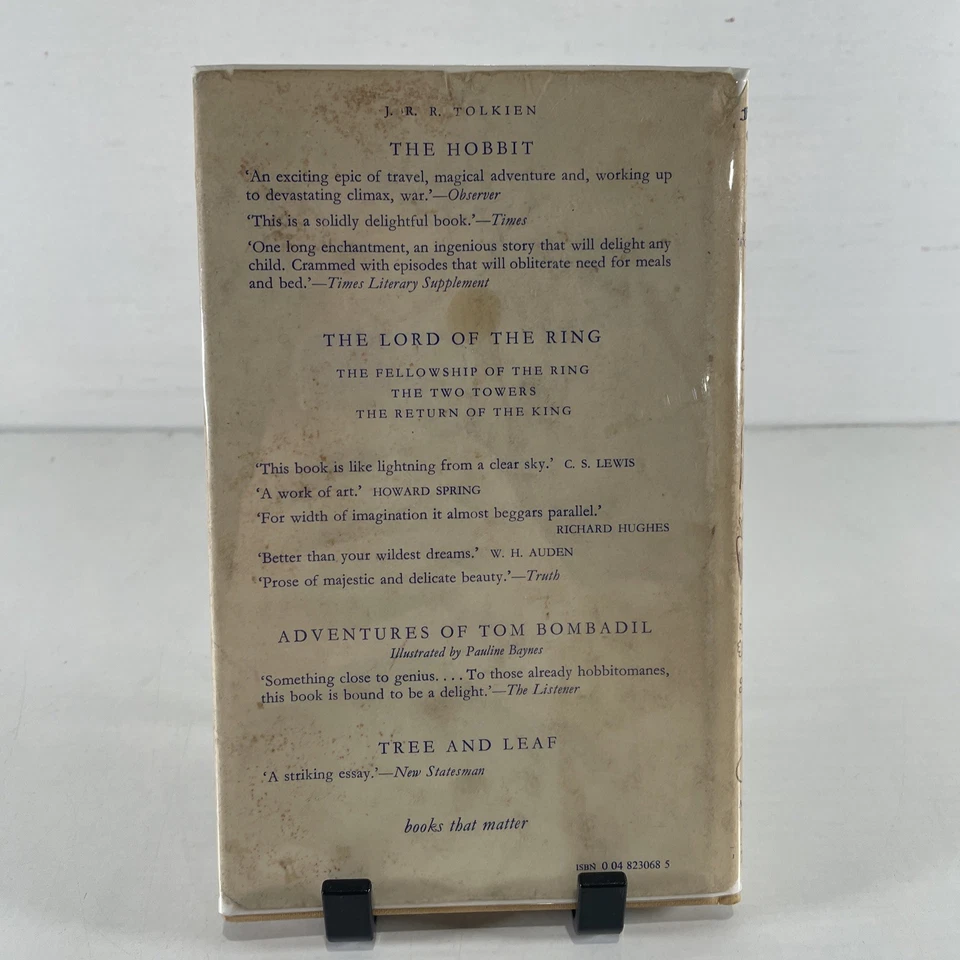 J. R. R. TOLKIEN
THE HOBBIT
‘An exciting epic of travel, magical adventure and, working up
to devastating climax, war.’—Observer
‘This is a solidly delightful book.’—Times
‘One long enchantment, an ingenious story that will delight any
child. Crammed with episodes that will obliterate need for meals
and bed.’—Times Literary Supplement
THE LORD OF THE RING
THE FELLOWSHIP OF THE RING
THE TWO TOWERS
THE RETURN OF THE KING
‘This book is like lightning from a clear sky.’ C. S. LEWIS
‘A work of art.’ HOWARD SPRING
‘For width of imagination it almost beggars parallel.’
RICHARD HUGHES
‘Better than your wildest dreams.’ W. H. AUDEN
‘Prose of majestic and delicate beauty.’—Truth
ADVENTURES OF TOM BOMBADIL
Illustrated by Pauline Baynes
‘Something close to genius. . . . To those already hobbitomanes,
this book is bound to be a delight.’—The Listener
TREE AND LEAF
‘A striking essay.’—New Statesman
books that matter
ISBN 0 04 823068 5